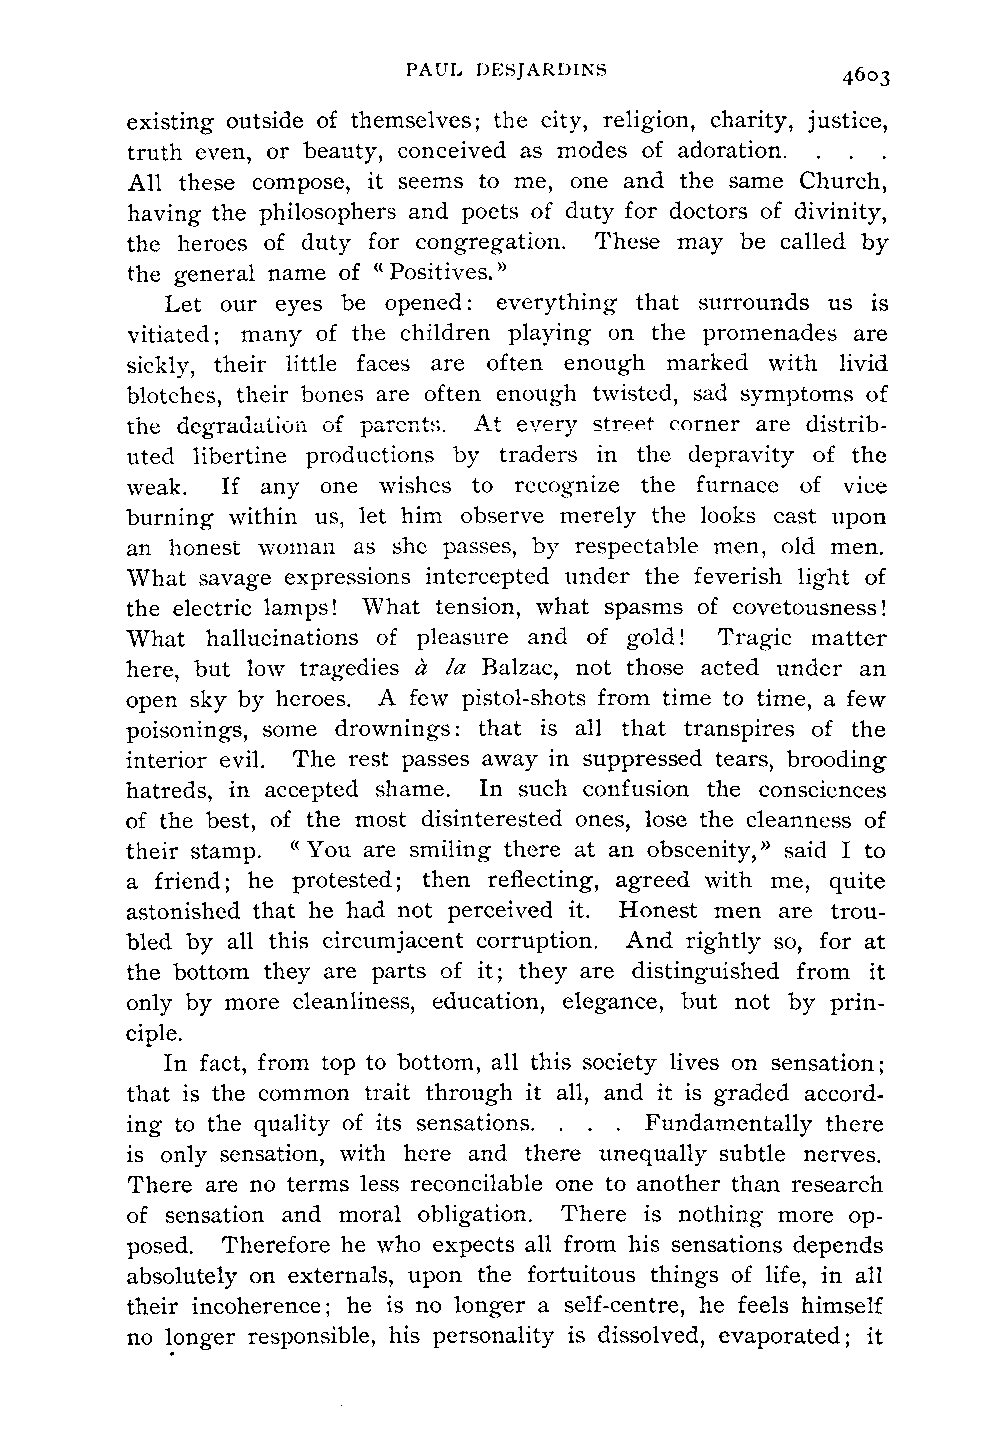 PAUL DESJARDINS 4603
existing outside of themselves; the city, religion, charity, justice,
truth even, or beauty, conceived as modes of adoration. . . .
All these compose, it seems to me, one and the same Church,
having the philosophers and poets of duty for doctors of divinity,
the heroes of duty for congregation. These may be called by
the general name of « Positives. »
Let our eyes be opened: everything that surrounds us is
vitiated; many of the children playing on the promenades are
sickly, their little faces are often enough marked with livid
blotches, their bones are often enough twisted, sad symptoms of
the degradation of parents. At every street corner are distrib-
uted libertine productions by traders in the depravity of the
weak. If any one wishes to recognize the furnace of vice
burning within us, let him observe merely the looks cast upon
an honest woman as she passes, by respectable men, old men.
What savage expressions intercepted under the feverish light of
the electric lamps! What tension, what spasms of covetousness!
What hallucinations of pleasure and of gold! Tragic matter
here, but low tragedies à la Balzac, not those acted under an
open sky by heroes. A few pistol-shots from time to time, a few
poisonings, some drownings: that is all that transpires of the
interior evil. The rest passes away in suppressed tears, brooding
hatreds, in accepted shame. In such confusion the consciences
of the best, of the most disinterested ones, lose the cleanness of
their stamp. « You are smiling there at an obscenity, » said I to
a friend; he protested; then reflecting, agreed with me, quite
astonished that he had not perceived it. Honest men are trou-
bled by all this circumjacent corruption. And rightly so, for at
the bottom they are parts of it; they are distinguished from it
only by more cleanliness, education, elegance, but not by prin-
ciple.
In fact, from top to bottom, all this society lives on sensation;
that is the common trait through it all, and it is graded accord-
ing to the quality of its sensations. . . . Fundamentally there
is only sensation, with here and there unequally subtle nerves.
There are no terms less reconcilable one to another than research
of sensation and moral obligation. There is nothing more op-
posed. Therefore he who expects all from his sensations depends
absolutely on externals, upon the fortuitous things of life, in all
their incoherence; he is no longer a self-centre, he feels himself
no longer responsible, his personality is dissolved, evaporated; it